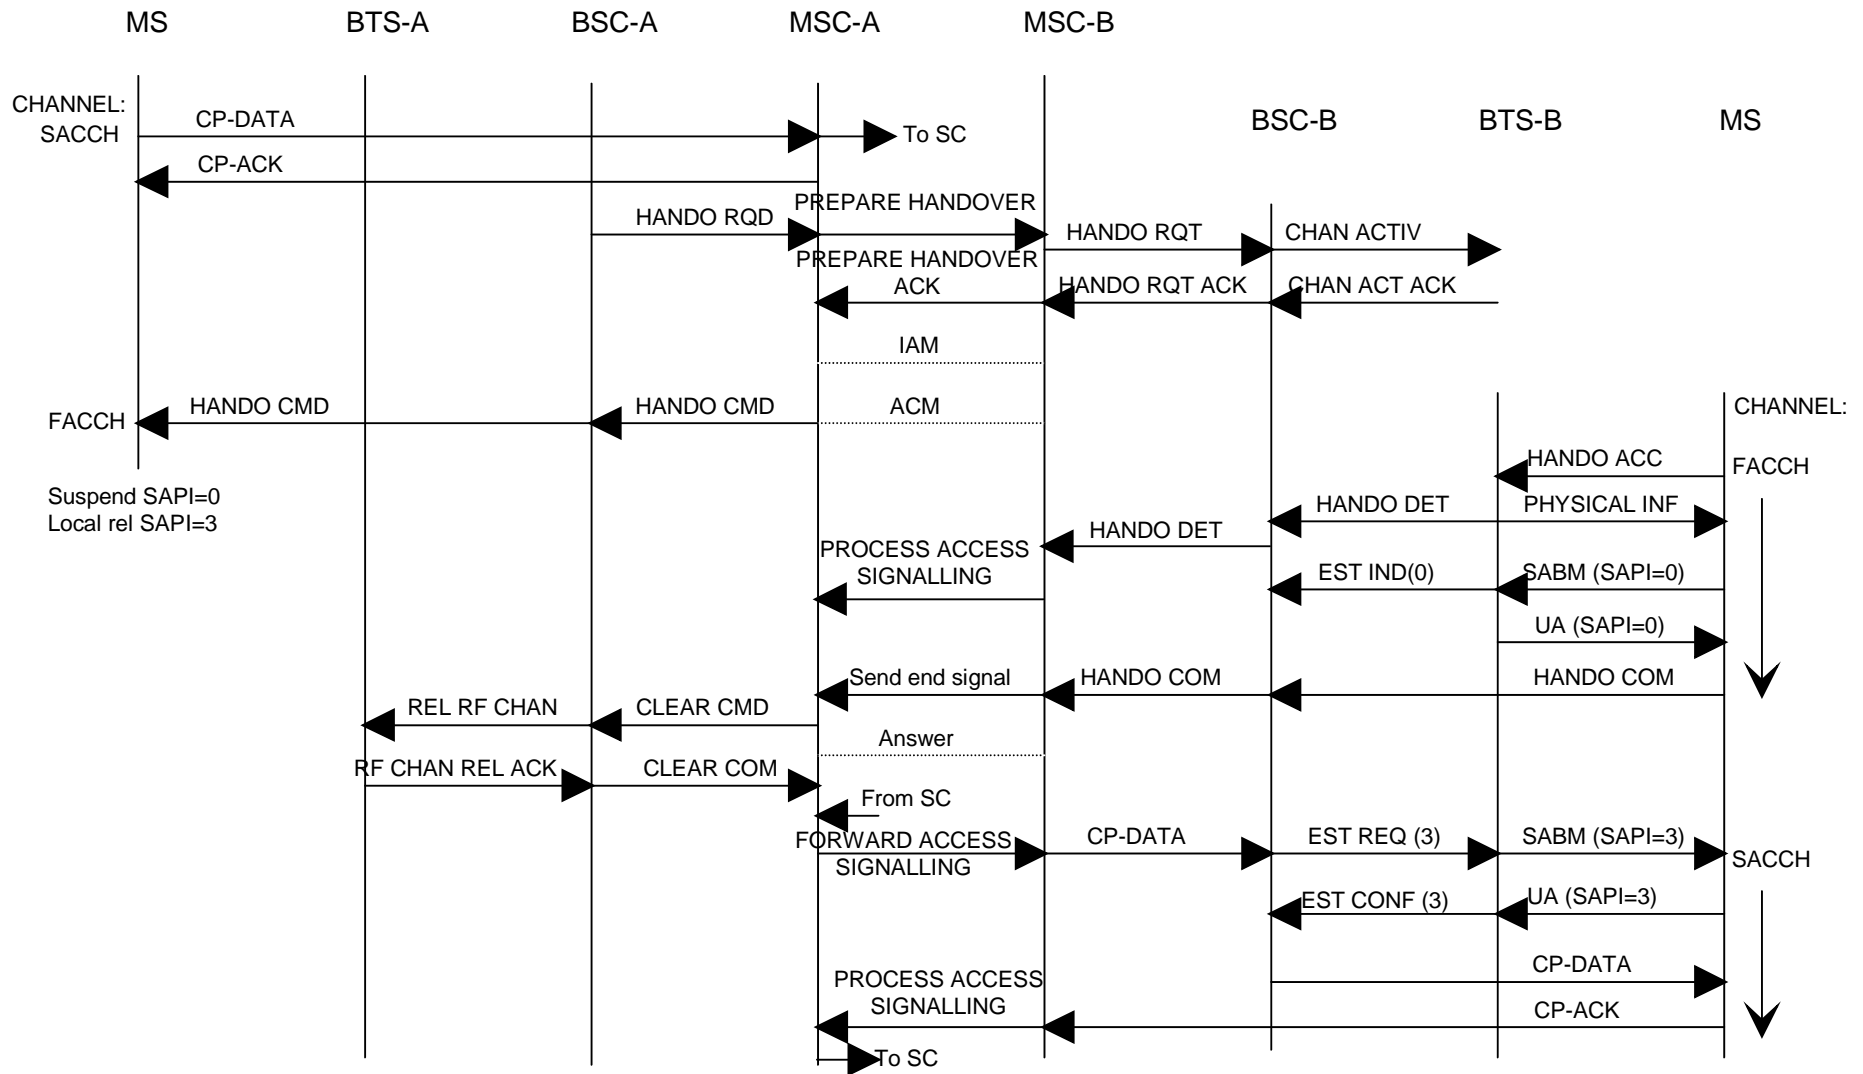 MS BTS-A BSC-A MSC-A MSC-B
CHANNEL:
SACCH CP-DATA To SC
BSC-B BTS-B MS
CP-ACK
HANDO RQD PREPARE HANDOVER
HANDO RQT CHAN ACTIV
PREPARE HANDOVER
ACK HANDO RQT ACK CHAN ACT ACK
IAM
FACCH HANDO CMD HANDO CMD ACM CHANNEL:
HANDO ACC FACCH
Suspend SAPI=0
Local rel SAPI=3
HANDO DET PHYSICAL INF
HANDO DET
PROCESS ACCESS
SIGNALLING
EST IND(0) SABM (SAPI=0)
UA (SAPI=0)
Send end signal HANDO COM HANDO COM
REL RF CHAN CLEAR CMD
Answer
RF CHAN REL ACK CLEAR COM
From SC
FORWARD ACCESS
SIGNALLING
CP-DATA EST REQ (3) SABM (SAPI=3)
SACCH
EST CONF (3) UA (SAPI=3)
CP-DATA
PROCESS ACCESS
SIGNALLING
CP-ACK
To SC